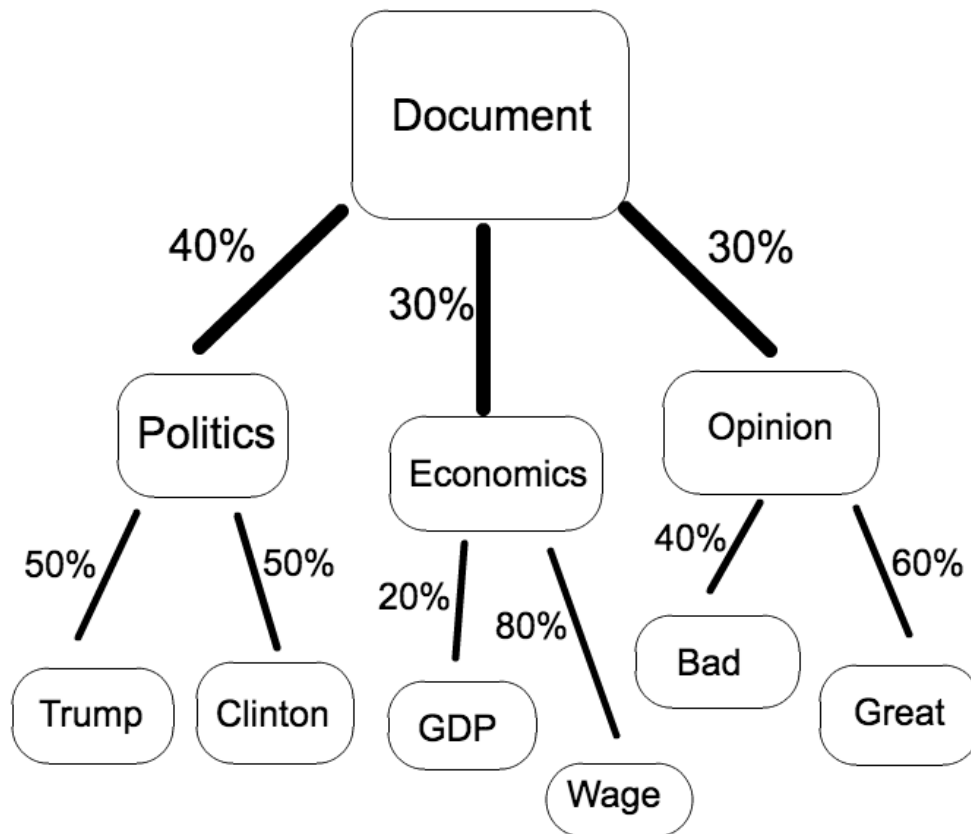 Document
40%
30%
30%
Politics
Economics
Opinion
50%
50%
20%
80%
40%
60%
Trump
Clinton
GDP
Wage
Bad
Great